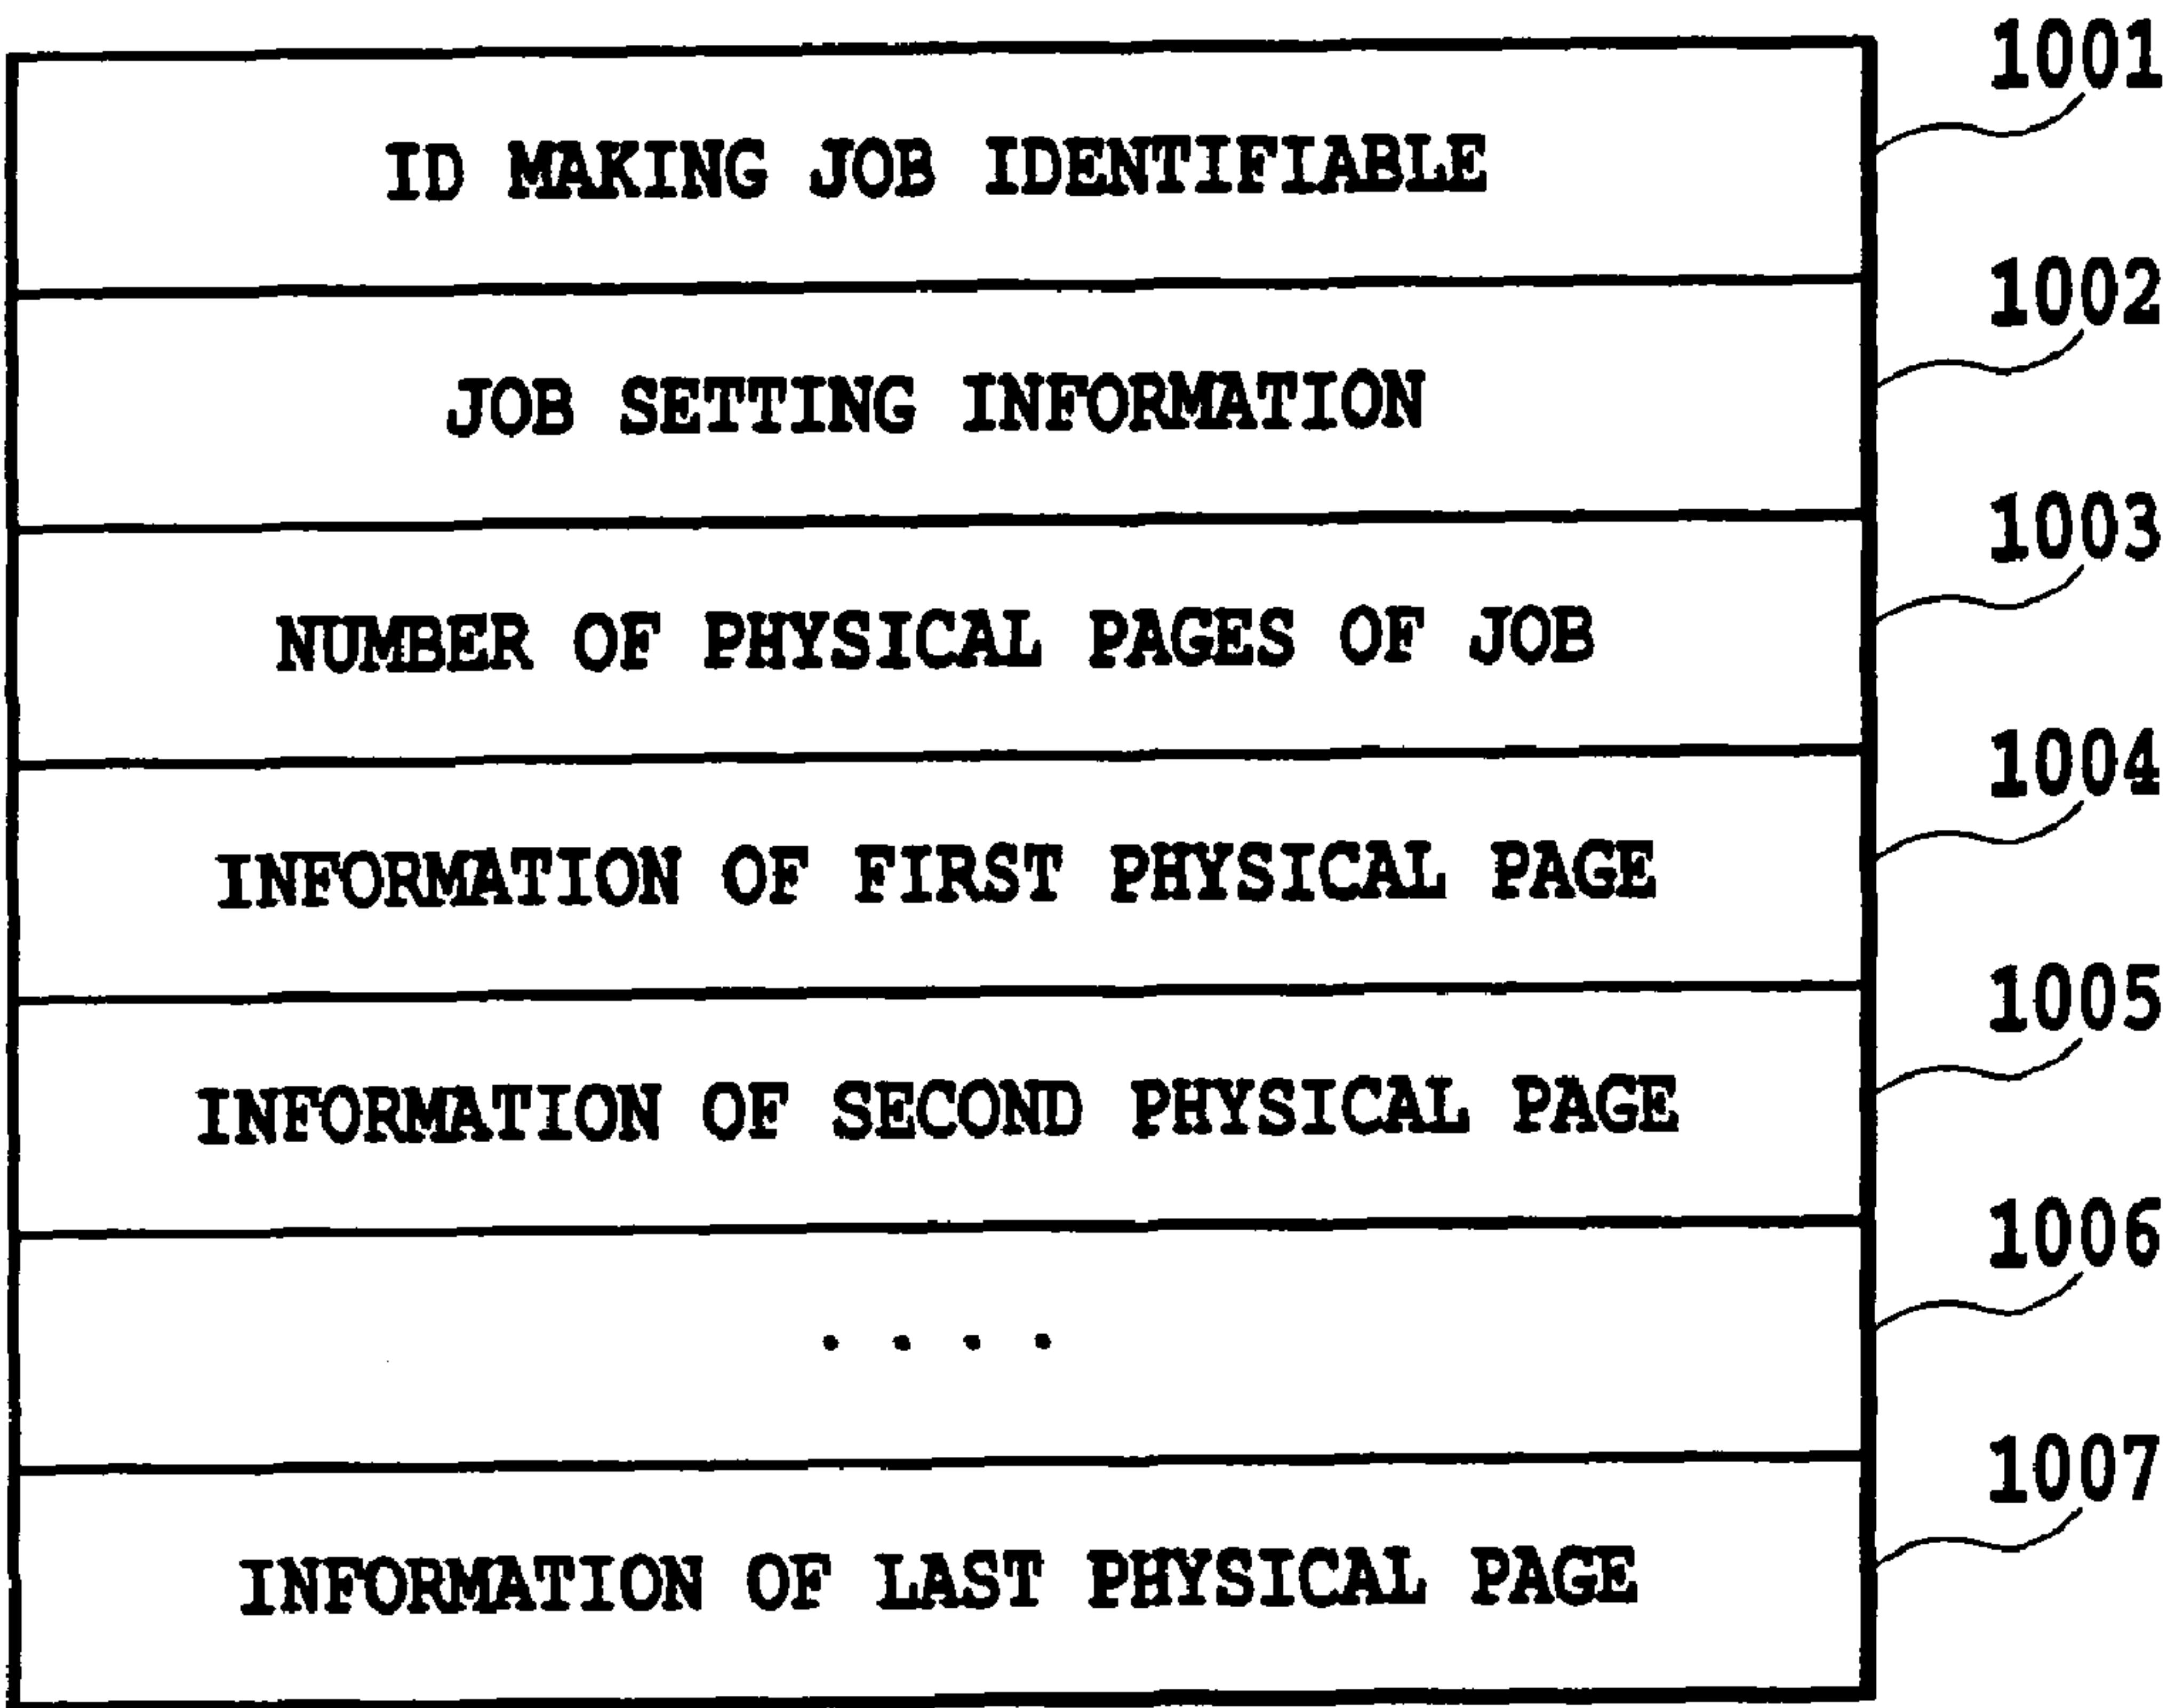 1001
ID MAKING JOB IDENTIFIABLE
1002
JOB SETTING INFORMATION
1003
NUMBER OF PHYSICAL PAGES OF JOB
1004
INFORMATION OF FIRST PHYSICAL PAGE
1005
INFORMATION OF SECOND PHYSICAL PAGE
1006
. . . .
1007
INFORMATION OF LAST PHYSICAL PAGE